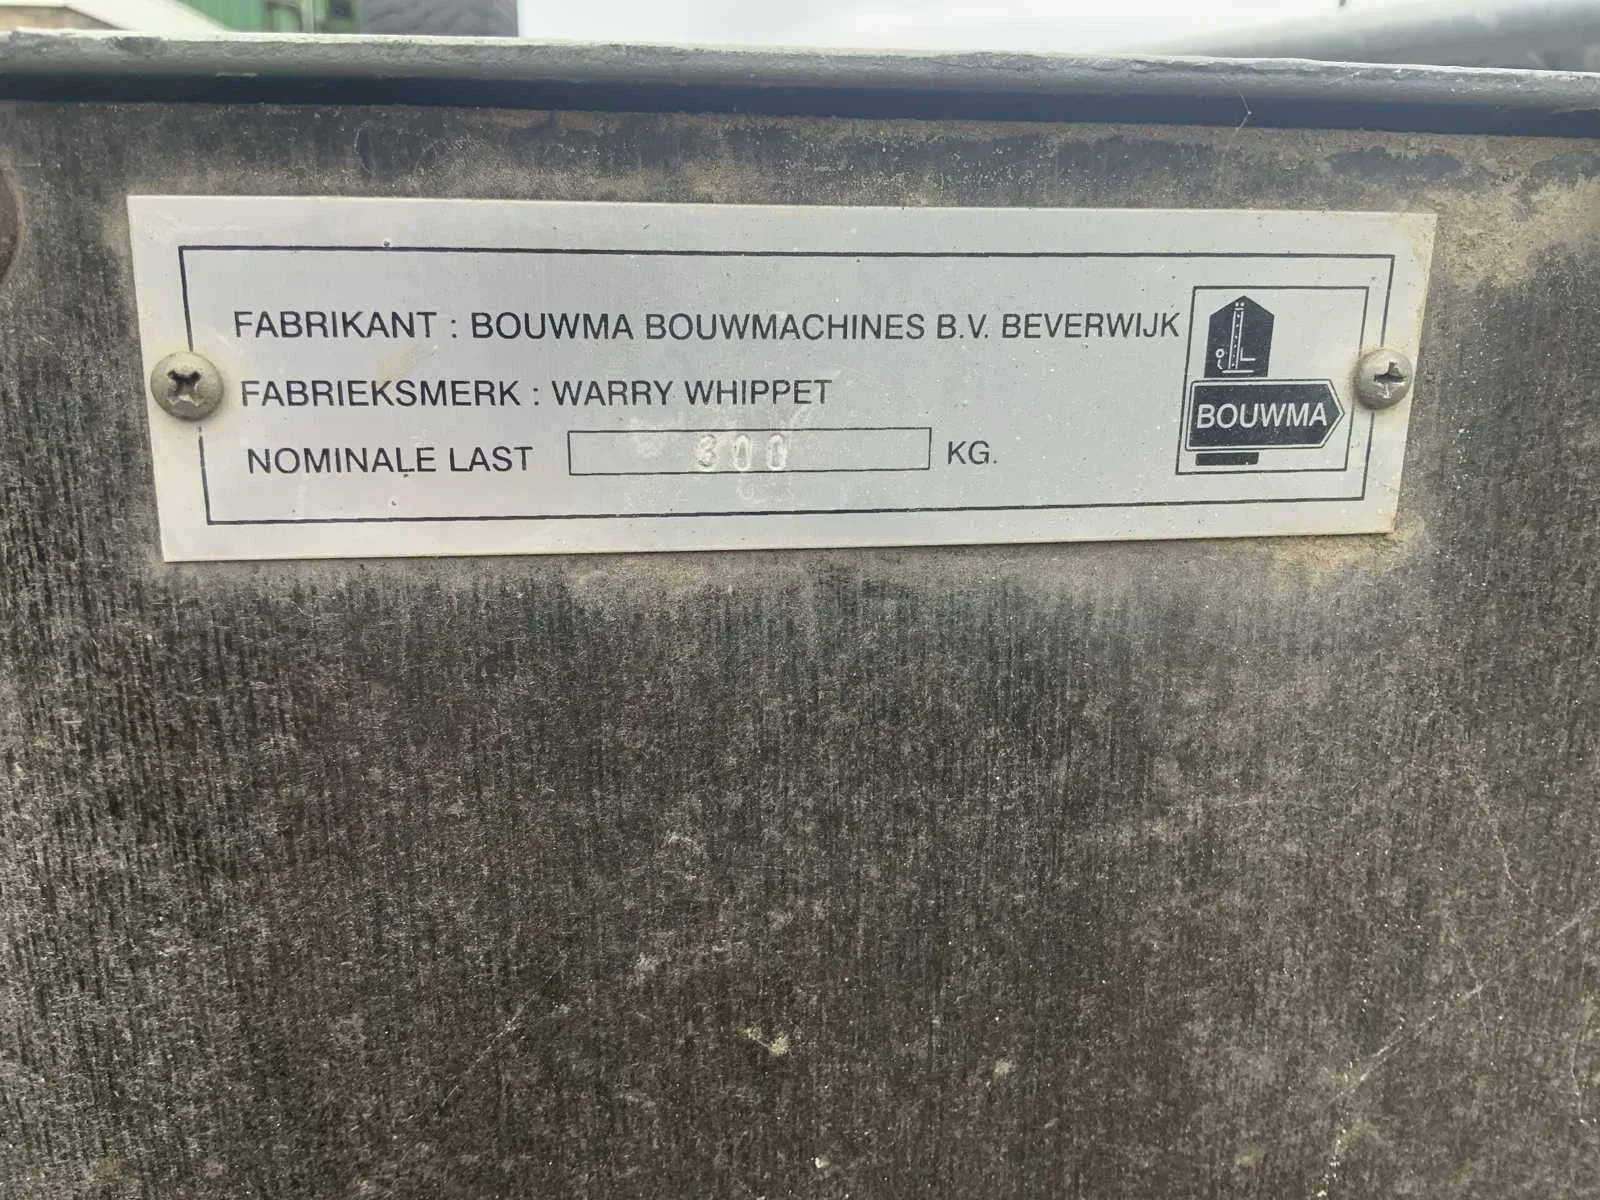 FABRIKANT : BOUWMA BOUWMACHINES B.V. BEVERWIJK
FABRIEKSMERK : WARRY WHIPPET
NOMINALE LAST 300 KG.
BOUWMA